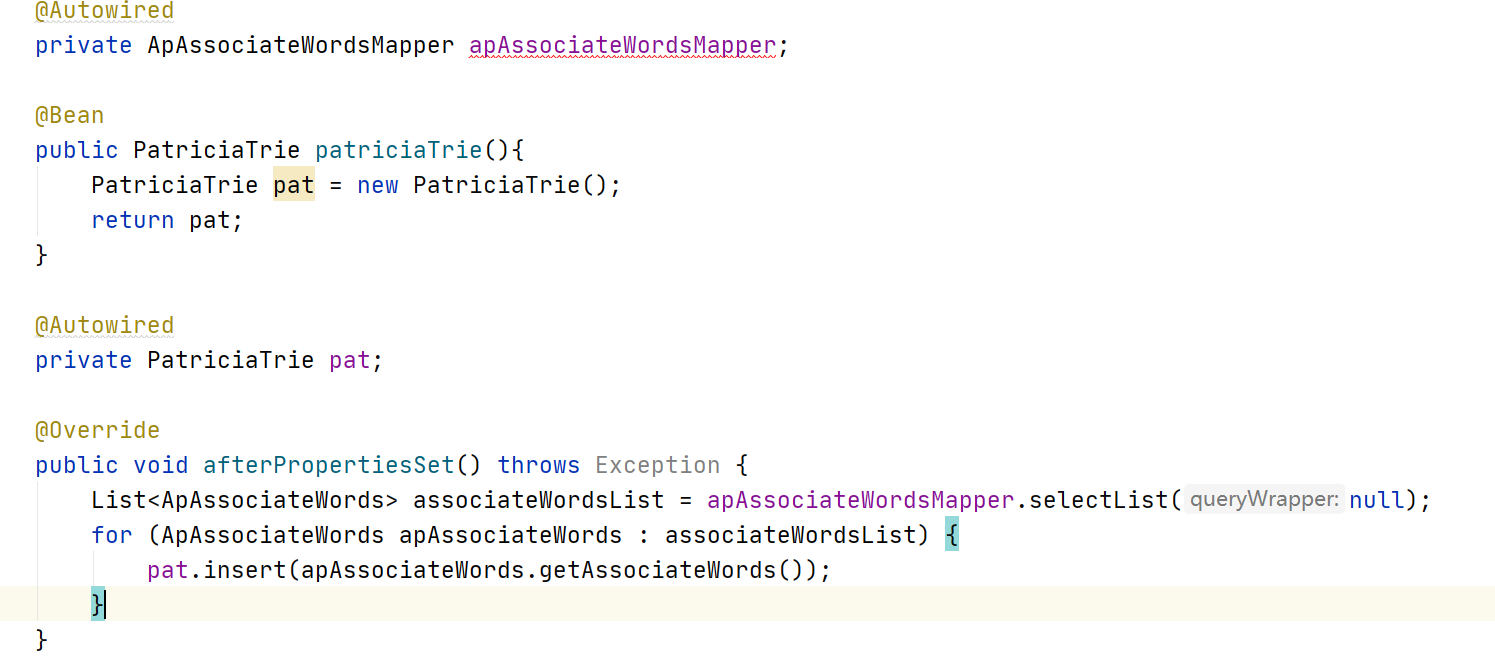 @Autowired
private ApAssociateWordsMapper apAssociateWordsMapper;
@Bean
public PatriciaTrie patriciaTrie(){
PatriciaTrie pat = new PatriciaTrie();
return pat;
}
@Autowired
private PatriciaTrie pat;
@Override
public void afterPropertiesSet() throws Exception {
List<ApAssociateWords> associateWordsList = apAssociateWordsMapper.selectList( queryWrapper: null);
for (ApAssociateWords apAssociateWords : associateWordsList) {
pat.insert(apAssociateWords.getAssociateWords());
}
}